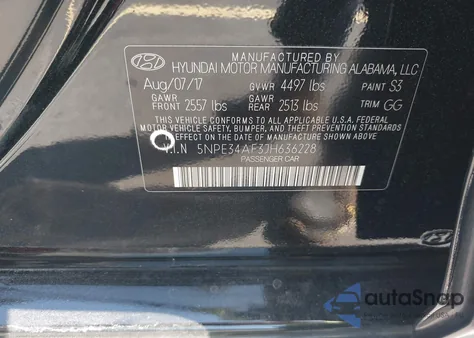 MANUFACTURED BY
HYUNDAI MOTOR MANUFACTURING ALABAMA, LLC
Aug/07/17 GVWR 4497 lbs PAINT S3
GAWR FRONT 2557 lbs GAWR REAR 2513 lbs TRIM GG
THIS VEHICLE CONFORMS TO ALL APPLICABLE U.S.A. FEDERAL
MOTOR VEHICLE SAFETY, BUMPER, AND THEFT PREVENTION STANDARDS
IN EFFECT ON THE DATE OF MANUFACTURE SHOWN ABOVE.
V.I.N 5NPE34AF3JH636228
PASSENGER CAR
autoSnap